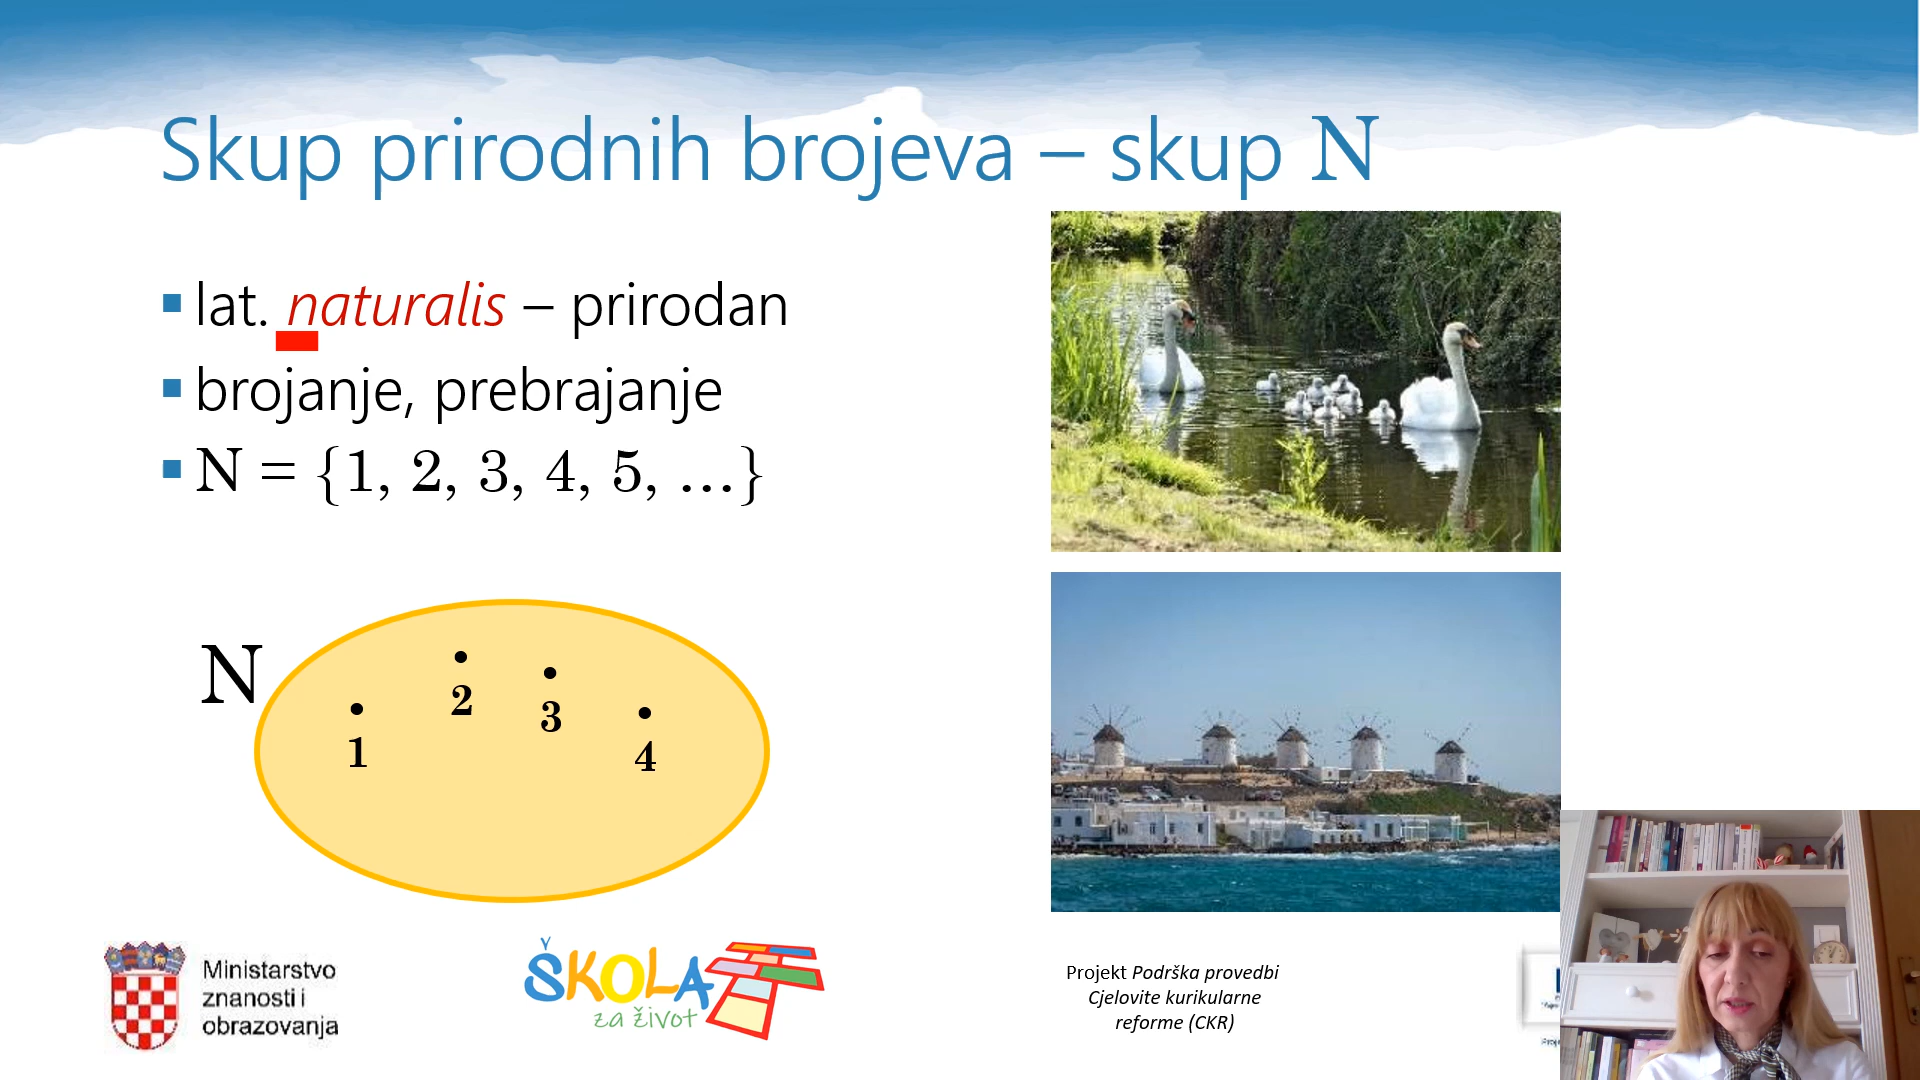 Skup prirodnih brojeva – skup N
lat. naturalis – prirodan
brojanje, prebrajanje
N = {1, 2, 3, 4, 5, ...}
N
1
2
3
4
Ministarstvo
znanosti i
obrazovanja
ŠKOLA
za život
Projekt Podrška provedbi
Cjelovite kurikularne
reforme (CKR)